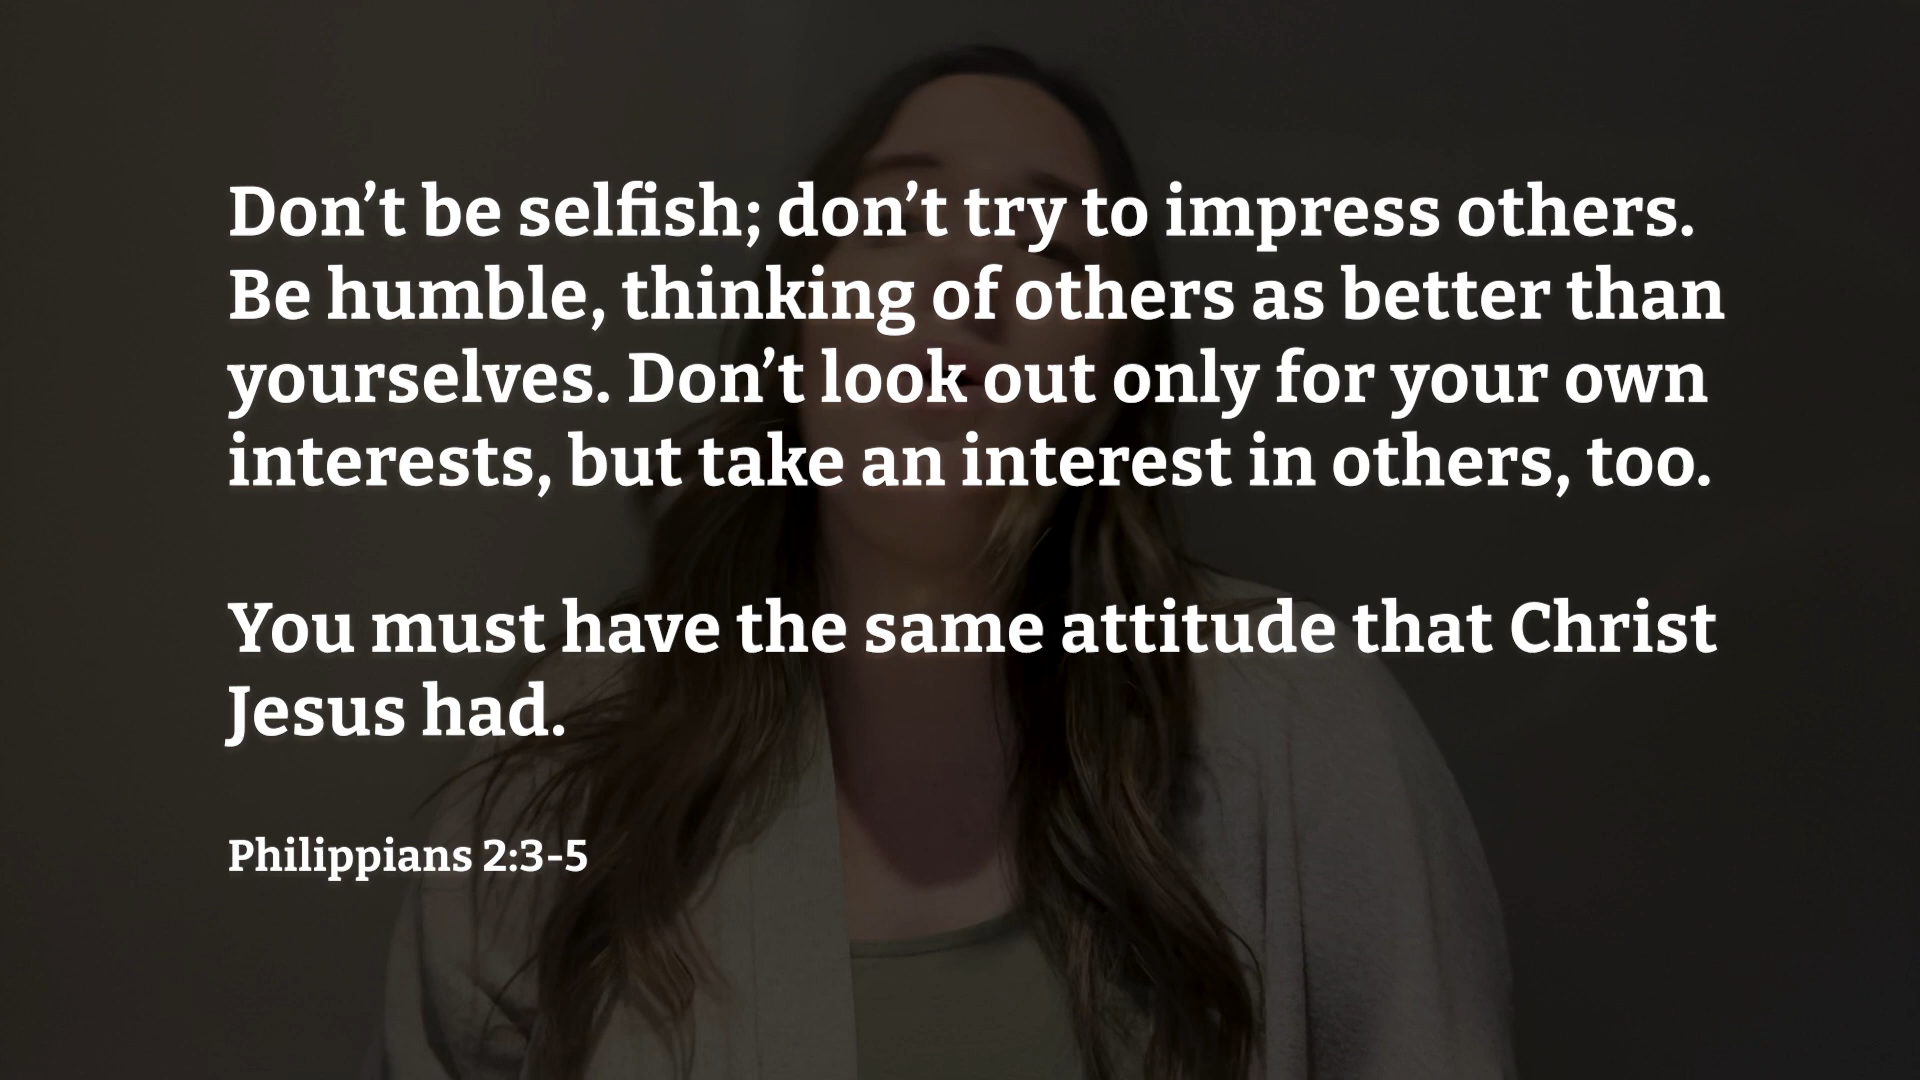 Don’t be selfish; don’t try to impress others.
Be humble, thinking of others as better than
yourselves. Don’t look out only for your own
interests, but take an interest in others, too.
You must have the same attitude that Christ
Jesus had.
Philippians 2:3-5